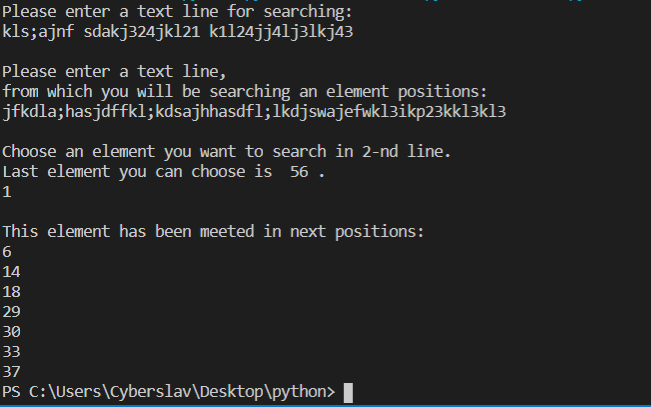 Please enter a text line for searching:
kls;ajnf sdakj324jkl21 k1l24jj4lj3lkj43
Please enter a text line,
from which you will be searching an element positions:
jfkdla;hasjdffkl;kdsajhhasdfl;lkdjswajefwkl3ikp23kkl3kl3
Choose an element you want to search in 2-nd line.
Last element you can choose is  56 .
1
This element has been meeted in next positions:
6
14
18
29
30
33
37
PS C:\Users\Cyberslav\Desktop\python>